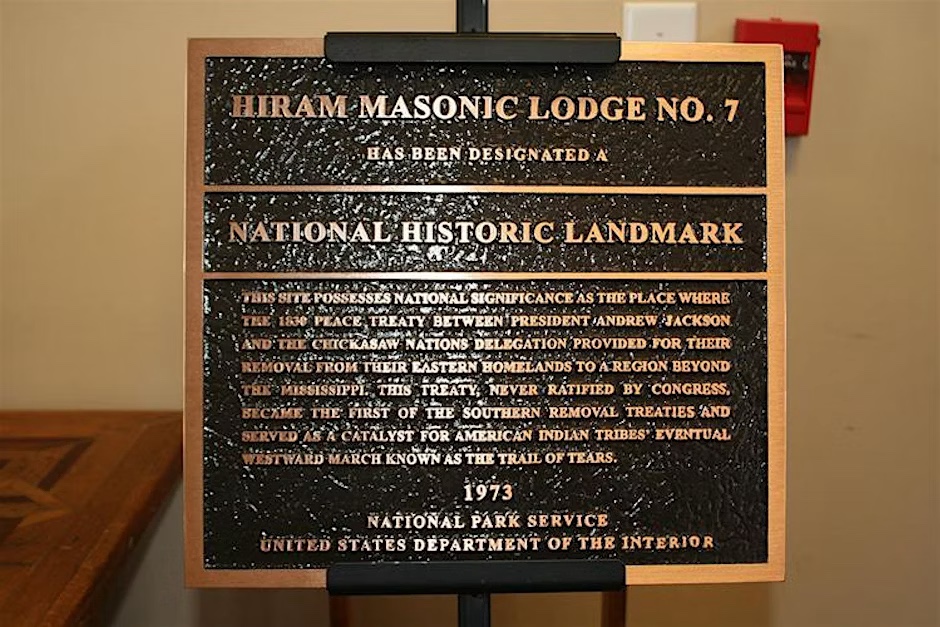 HIRAM MASONIC LODGE NO. 7
HAS BEEN DESIGNATED A
NATIONAL HISTORIC LANDMARK
THIS SITE POSSESSES NATIONAL SIGNIFICANCE AS THE PLACE WHERE
THE 1830 PEACE TREATY BETWEEN PRESIDENT ANDREW JACKSON
AND THE CHICKASAW NATIONS DELEGATION PROVIDED FOR THEIR
REMOVAL FROM THEIR EASTERN HOMELANDS TO A REGION BEYOND
THE MISSISSIPPI. THIS TREATY, NEVER RATIFIED BY CONGRESS,
BECAME THE FIRST OF THE SOUTHERN REMOVAL TREATIES AND
SERVED AS A CATALYST FOR AMERICAN INDIAN TRIBES' EVENTUAL
WESTWARD MARCH KNOWN AS THE TRAIL OF TEARS.
1973
NATIONAL PARK SERVICE
UNITED STATES DEPARTMENT OF THE INTERIOR